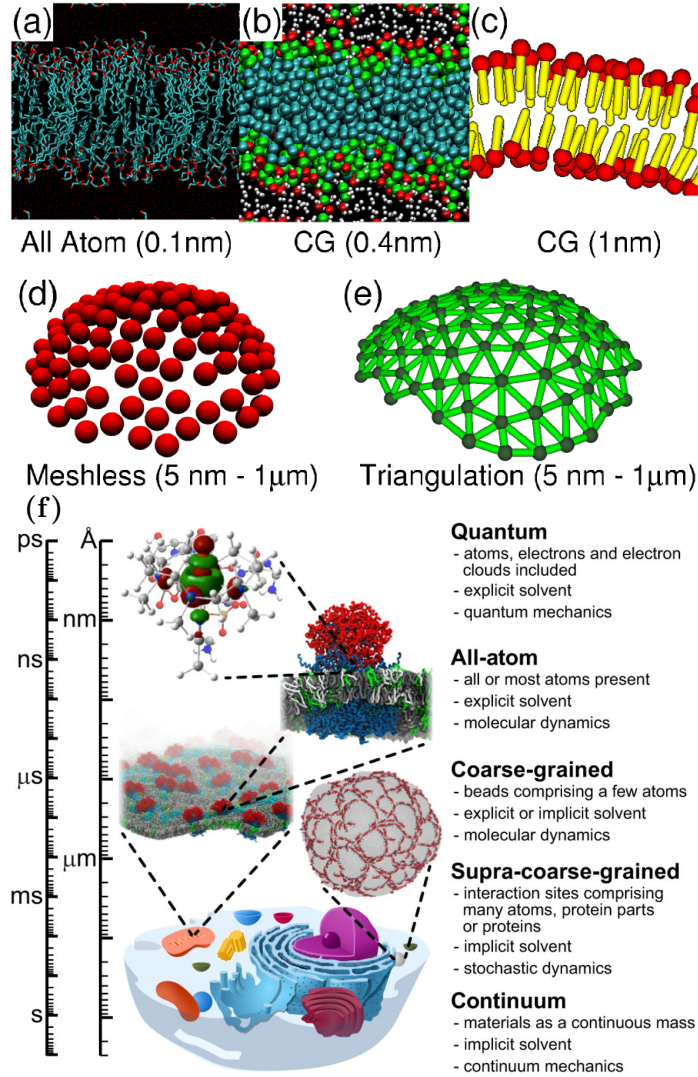 (a)
(b)
(c)
All Atom (0.1nm)
CG (0.4nm)
CG (1nm)
(d)
(e)
Meshless (5 nm - 1μm)
Triangulation (5 nm - 1μm)
(f)
ps
Å
nm
ns
μs
μm
ms
s
Quantum
- atoms, electrons and electron
clouds included
- explicit solvent
- quantum mechanics
All-atom
- all or most atoms present
- explicit solvent
- molecular dynamics
Coarse-grained
- beads comprising a few atoms
- explicit or implicit solvent
- molecular dynamics
Supra-coarse-grained
- interaction sites comprising
many atoms, protein parts
or proteins
- implicit solvent
- stochastic dynamics
Continuum
- materials as a continuous mass
- implicit solvent
- continuum mechanics